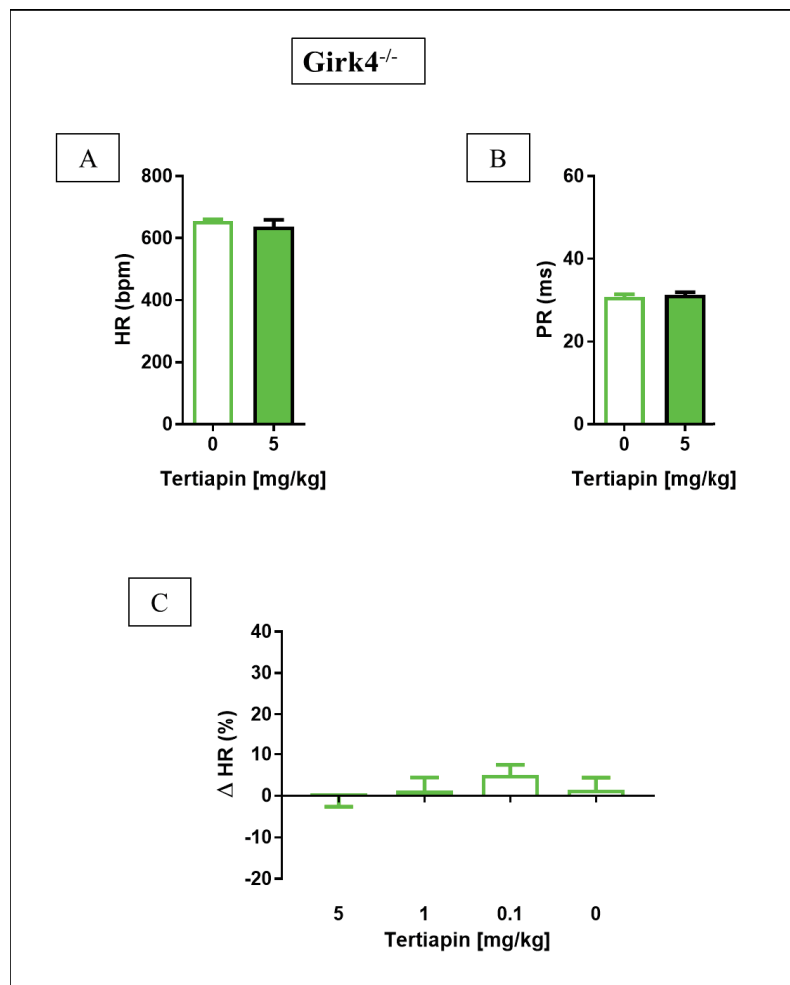 Girk4-/-
A
B
800
600
400
200
0
HR (bpm)
0 5
Tertiapin [mg/kg]
60
40
20
0
PR (ms)
0 5
Tertiapin [mg/kg]
C
40
30
20
10
0
-10
-20
Δ HR (%)
5 1 0.1 0
Tertiapin [mg/kg]